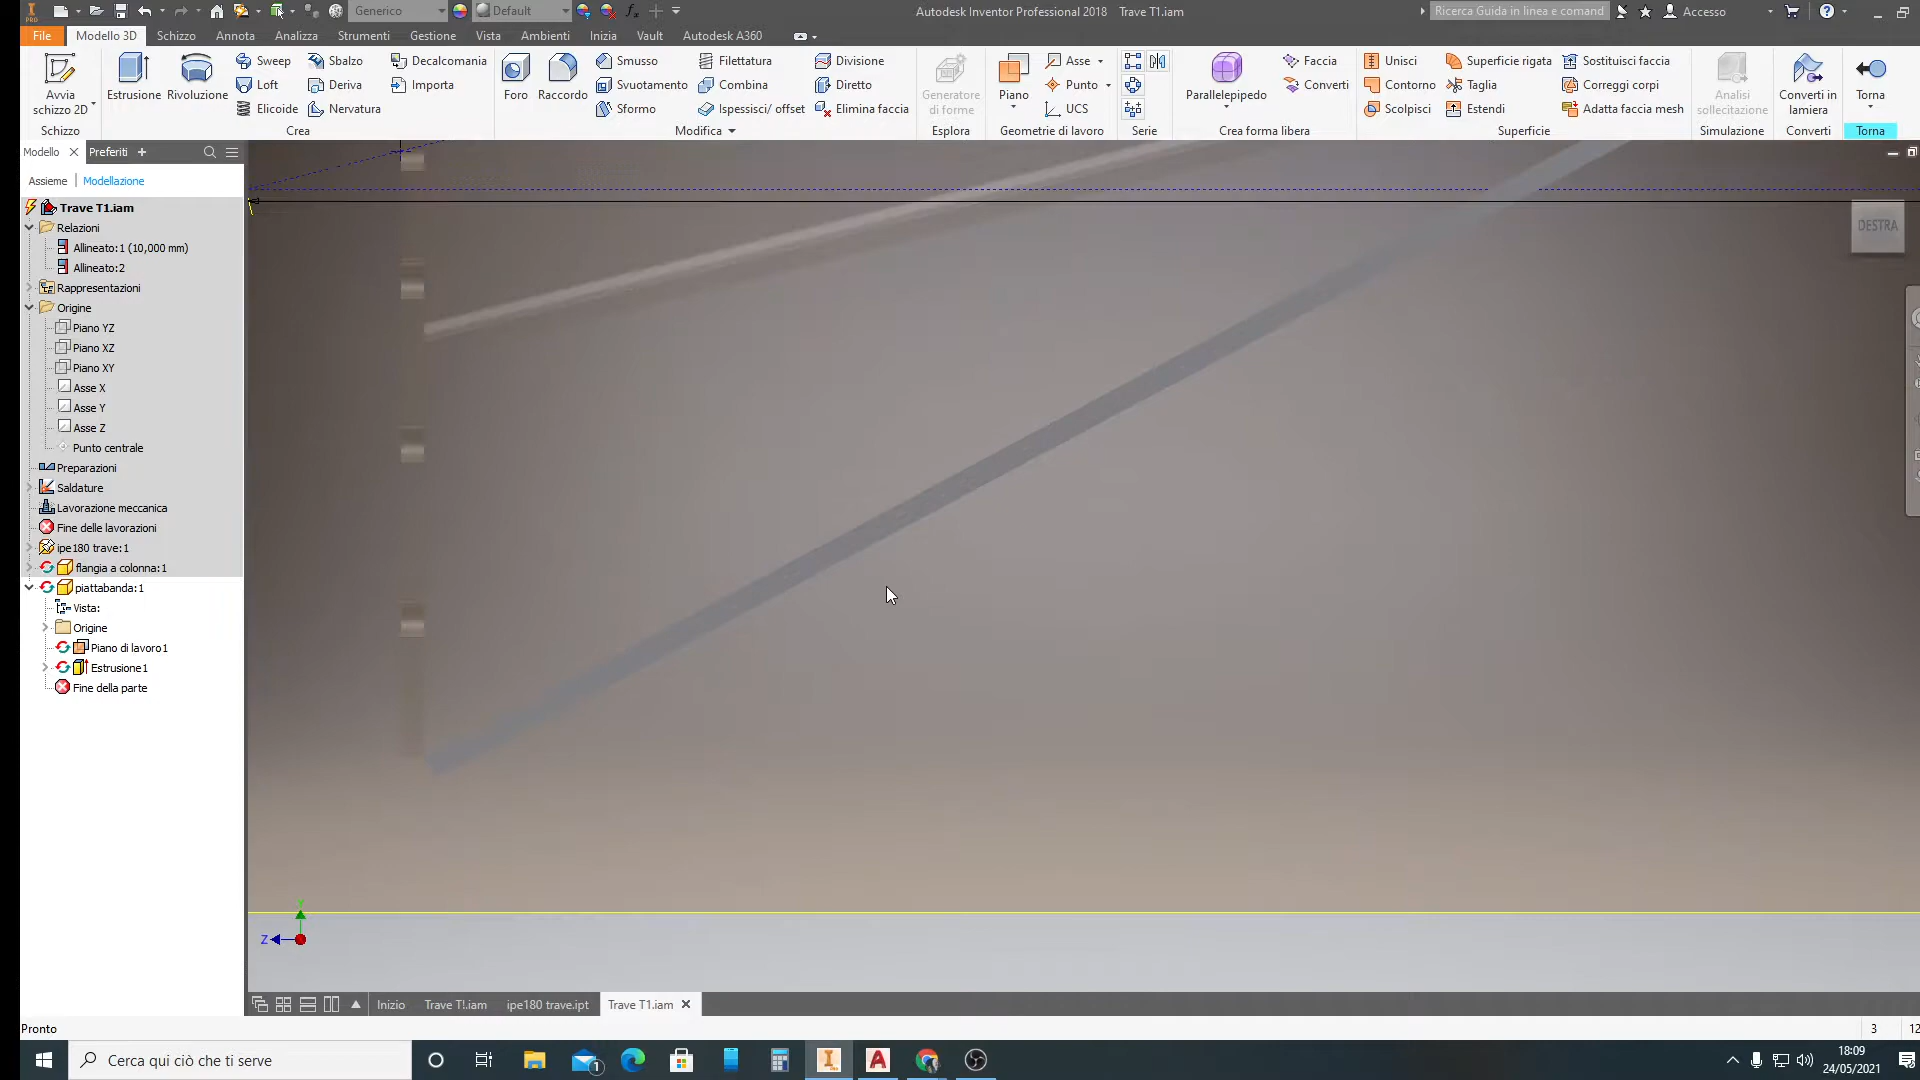 Generico
Default
Autodesk Inventor Professional 2018 Trave T1.iam
Ricerca Guida in linea e comand
Accesso
PRO
File
Modello 3D
Schizzo
Annota
Analizza
Strumenti
Gestione
Vista
Ambienti
Inizia
Vault
Autodesk A360
Avvia
schizzo 2D
Estrusione
Rivoluzione
Sweep
Loft
Elicoide
Sbalzo
Deriva
Nervatura
Decalcomania
Importa
Foro
Raccordo
Smusso
Svuotamento
Sformo
Filettatura
Combina
Ispessisci/ offset
Divisione
Diretto
Elimina faccia
Generatore
di forme
Piano
Asse
Punto
UCS
Parallelepipedo
Faccia
Converti
Unisci
Contorno
Scolpisci
Superficie rigata
Taglia
Estendi
Sostituisci faccia
Correggi corpi
Adatta faccia mesh
Analisi
sollecitazione
Converti in
lamiera
Torna
Schizzo
Crea
Modifica
Esplora
Geometrie di lavoro
Serie
Crea forma libera
Superficie
Simulazione
Converti
Torna
Modello
Preferiti
Assieme
Modellazione
Trave T1.iam
Relazioni
Allineato:1 (10,000 mm)
Allineato:2
Rappresentazioni
Origine
Piano YZ
Piano XZ
Piano XY
Asse X
Asse Y
Asse Z
Punto centrale
Preparazioni
Saldature
Lavorazione meccanica
Fine delle lavorazioni
ipe180 trave:1
flangia a colonna:1
piattabanda:1
Vista:
Origine
Piano di lavoro1
Estrusione1
Fine della parte
DESTRA
Y
Z
Inizio
Trave T!.iam
ipe180 trave.ipt
Trave T1.iam
Pronto
3
12
Cerca qui ciò che ti serve
1
18:09
24/05/2021